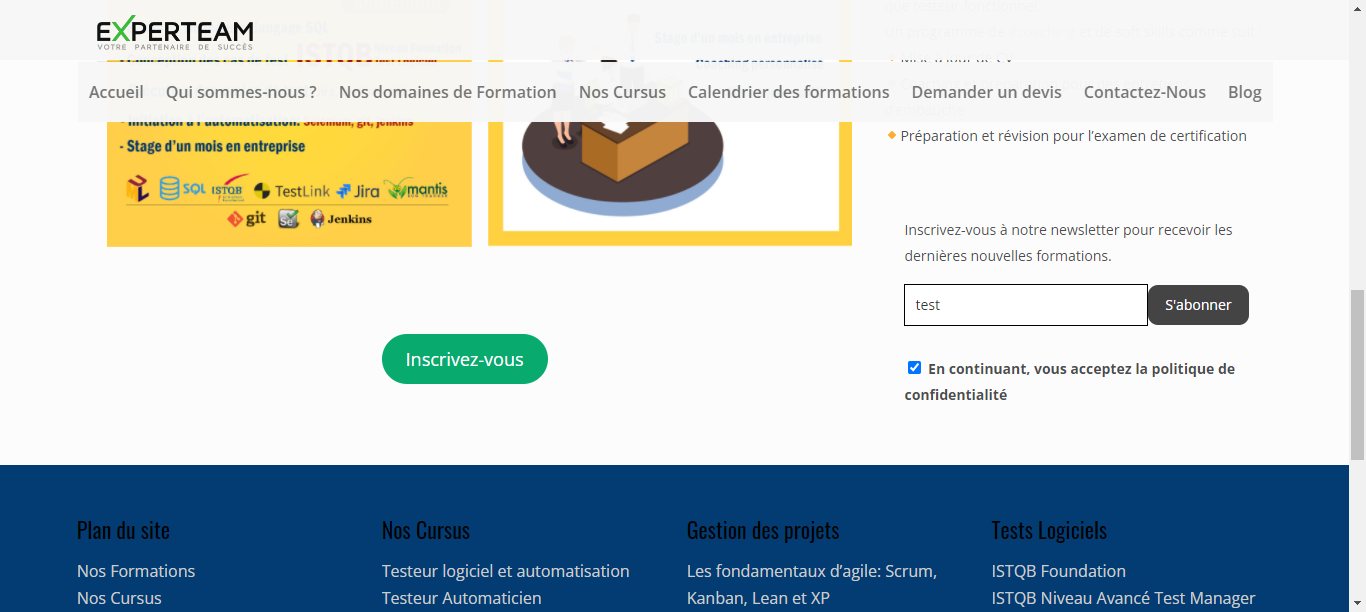 EXPERTEAM
VOTRE PARTENAIRE DE SUCCÈS
Stage d'un mois en entreprise
Accueil Qui sommes-nous ? Nos domaines de Formation Nos Cursus Calendrier des formations Demander un devis Contactez-Nous Blog
- Initiation à l'automatisation: Selenium, git, jenkins
- Stage d'un mois en entreprise
SQL ISTQB TestLink Jira mantis
git Se Jenkins
Préparation et révision pour l'examen de certification
Inscrivez-vous à notre newsletter pour recevoir les
dernières nouvelles formations.
test S'abonner
En continuant, vous acceptez la politique de
confidentialité
Inscrivez-vous
Plan du site
Nos Formations
Nos Cursus
Nos Cursus
Testeur logiciel et automatisation
Testeur Automaticien
Gestion des projets
Les fondamentaux d'agile: Scrum,
Kanban, Lean et XP
Tests Logiciels
ISTQB Foundation
ISTQB Niveau Avancé Test Manager